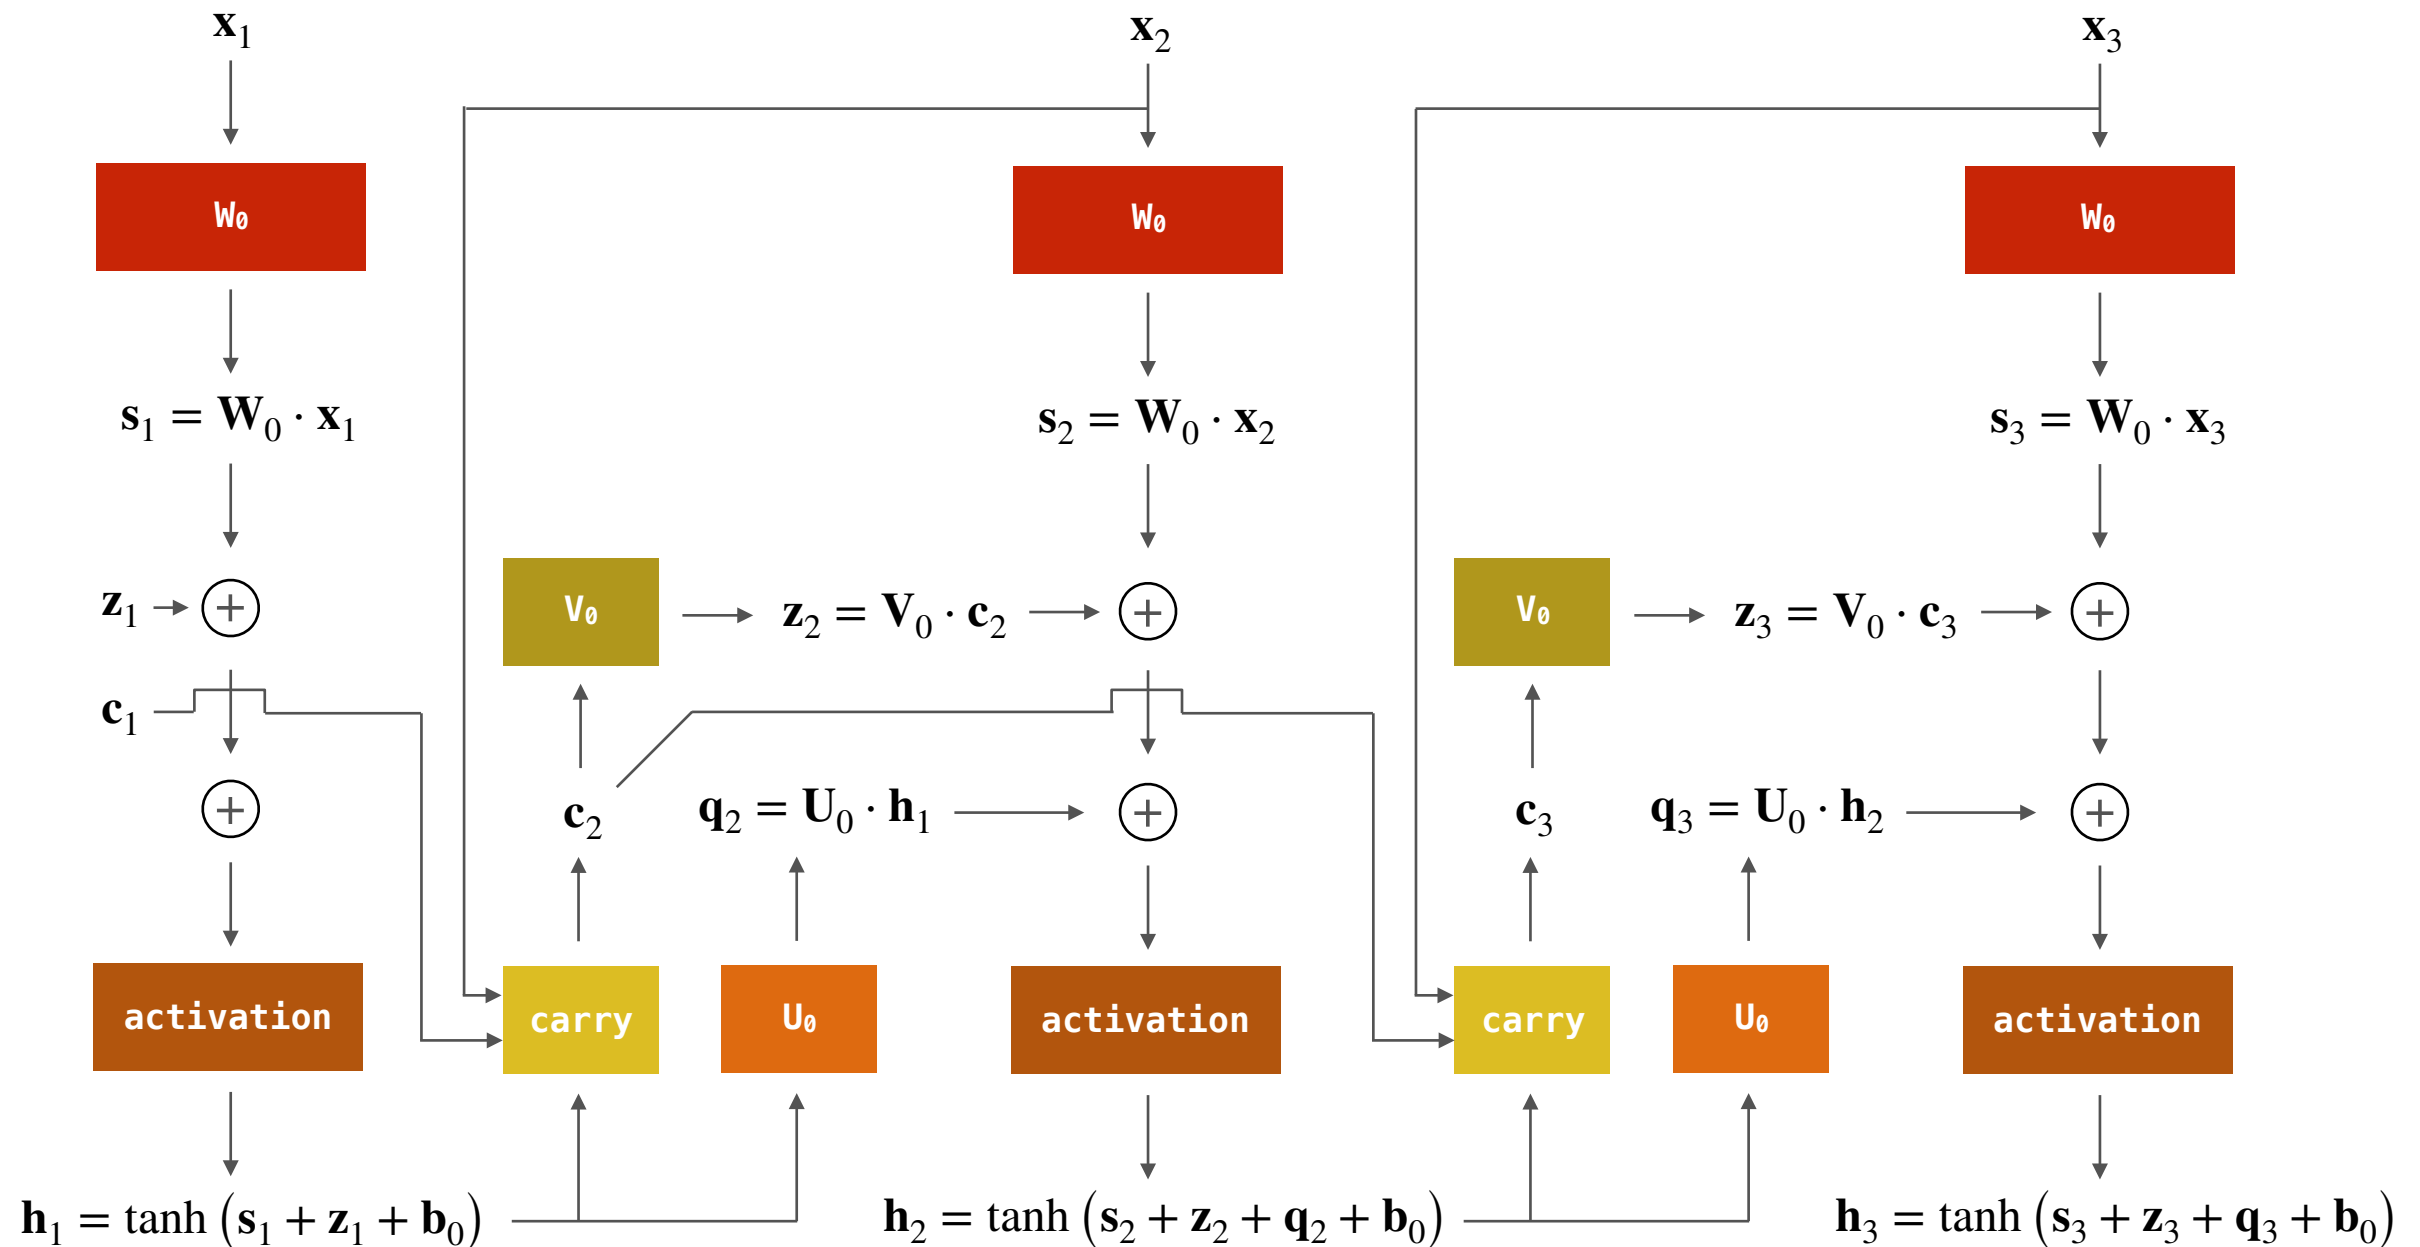 x₁ x₂ x₃
W₀ W₀ W₀
s₁ = W₀ · x₁ s₂ = W₀ · x₂ s₃ = W₀ · x₃
z₁ + V₀ z₂ = V₀ · c₂ + V₀ z₃ = V₀ · c₃ +
c₁
+ c₂ q₂ = U₀ · h₁ + c₃ q₃ = U₀ · h₂ +
activation carry U₀ activation carry U₀ activation
h₁ = tanh (s₁ + z₁ + b₀) h₂ = tanh (s₂ + z₂ + q₂ + b₀) h₃ = tanh (s₃ + z₃ + q₃ + b₀)